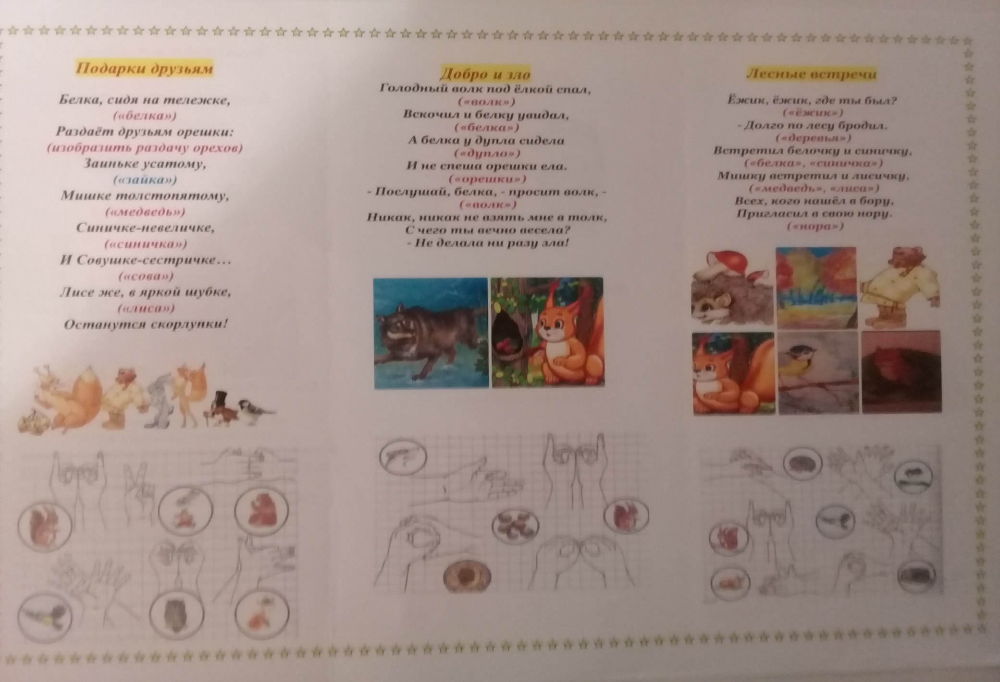 Подарки друзьям
Белка, сидя на тележке,
(«белка»)
Раздаёт друзьям орешки:
(изобразить раздачу орехов)
Заиньке усатому,
(«зайка»)
Мишке толстопятому,
(«медведь»)
Синичке-невеличке,
(«синичка»)
И Совушке-сестричке...
(«сова»)
Лисе же, в яркой шубке,
(«лиса»)
Останутся скорлупки!
Добро и зло
Голодный волк под ёлкой спал,
(«волк»)
Вскочил и белку увидал,
(«белка»)
А белка у дупла сидела
(«дупло»)
И не спеша орешки ела.
(«орешки»)
- Послушай, белка, - просит волк, -
(«волк»)
Никак, никак не взять мне в толк,
С чего ты вечно весела?
- Не делала ни разу зла!
Лесные встречи
Ёжик, ёжик, где ты был?
(«ёжик»)
- Долго по лесу бродил.
(«деревья»)
Встретил белочку и синичку,
(«белка», «синичка»)
Мишку встретил и лисичку,
(«медведь», «лиса»)
Всех, кого нашёл в бору,
Пригласил в свою нору.
(«нора»)